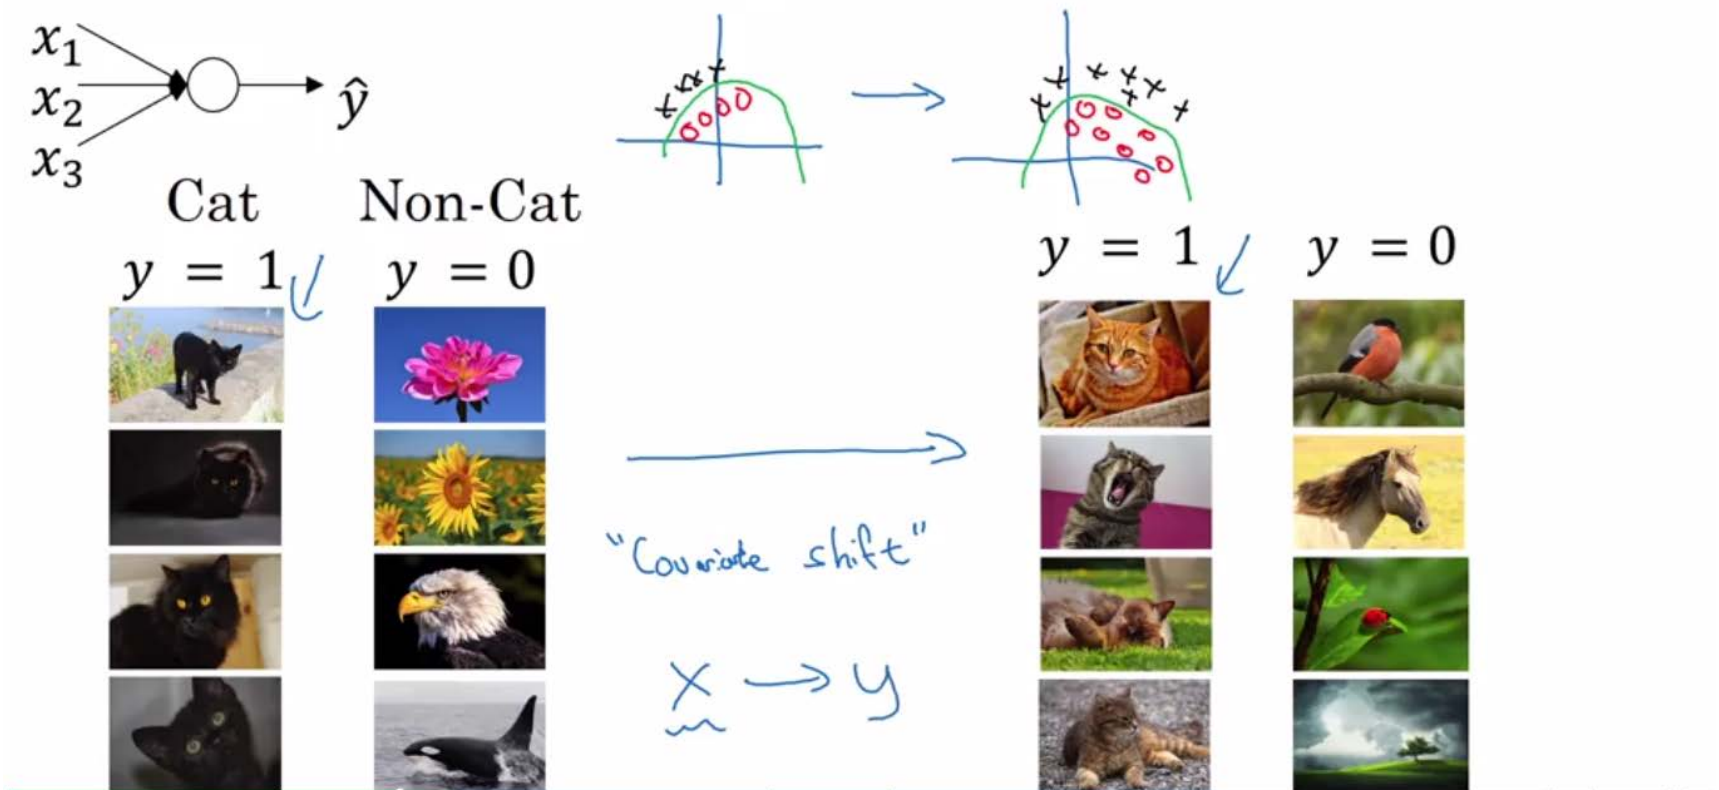 x₁
x₂
x₃
ŷ
Cat
Non-Cat
y = 1
y = 0
y = 1
y = 0
"Covariate shift"
x → y